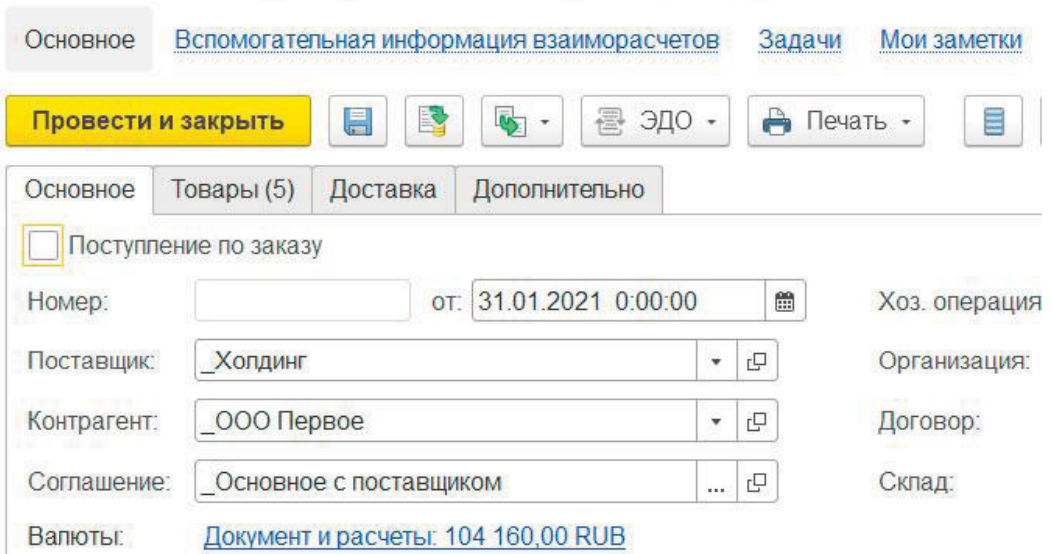 Основное Вспомогательная информация взаиморасчетов Задачи Мои заметки
Провести и закрыть ЭДО Печать
Основное Товары (5) Доставка Дополнительно
Поступление по заказу
Номер: от: 31.01.2021 0:00:00 Хоз. операция
Поставщик: _Холдинг Организация:
Контрагент: _ООО Первое Договор:
Соглашение: _Основное с поставщиком ... Склад:
Валюты: Документ и расчеты: 104 160,00 RUB